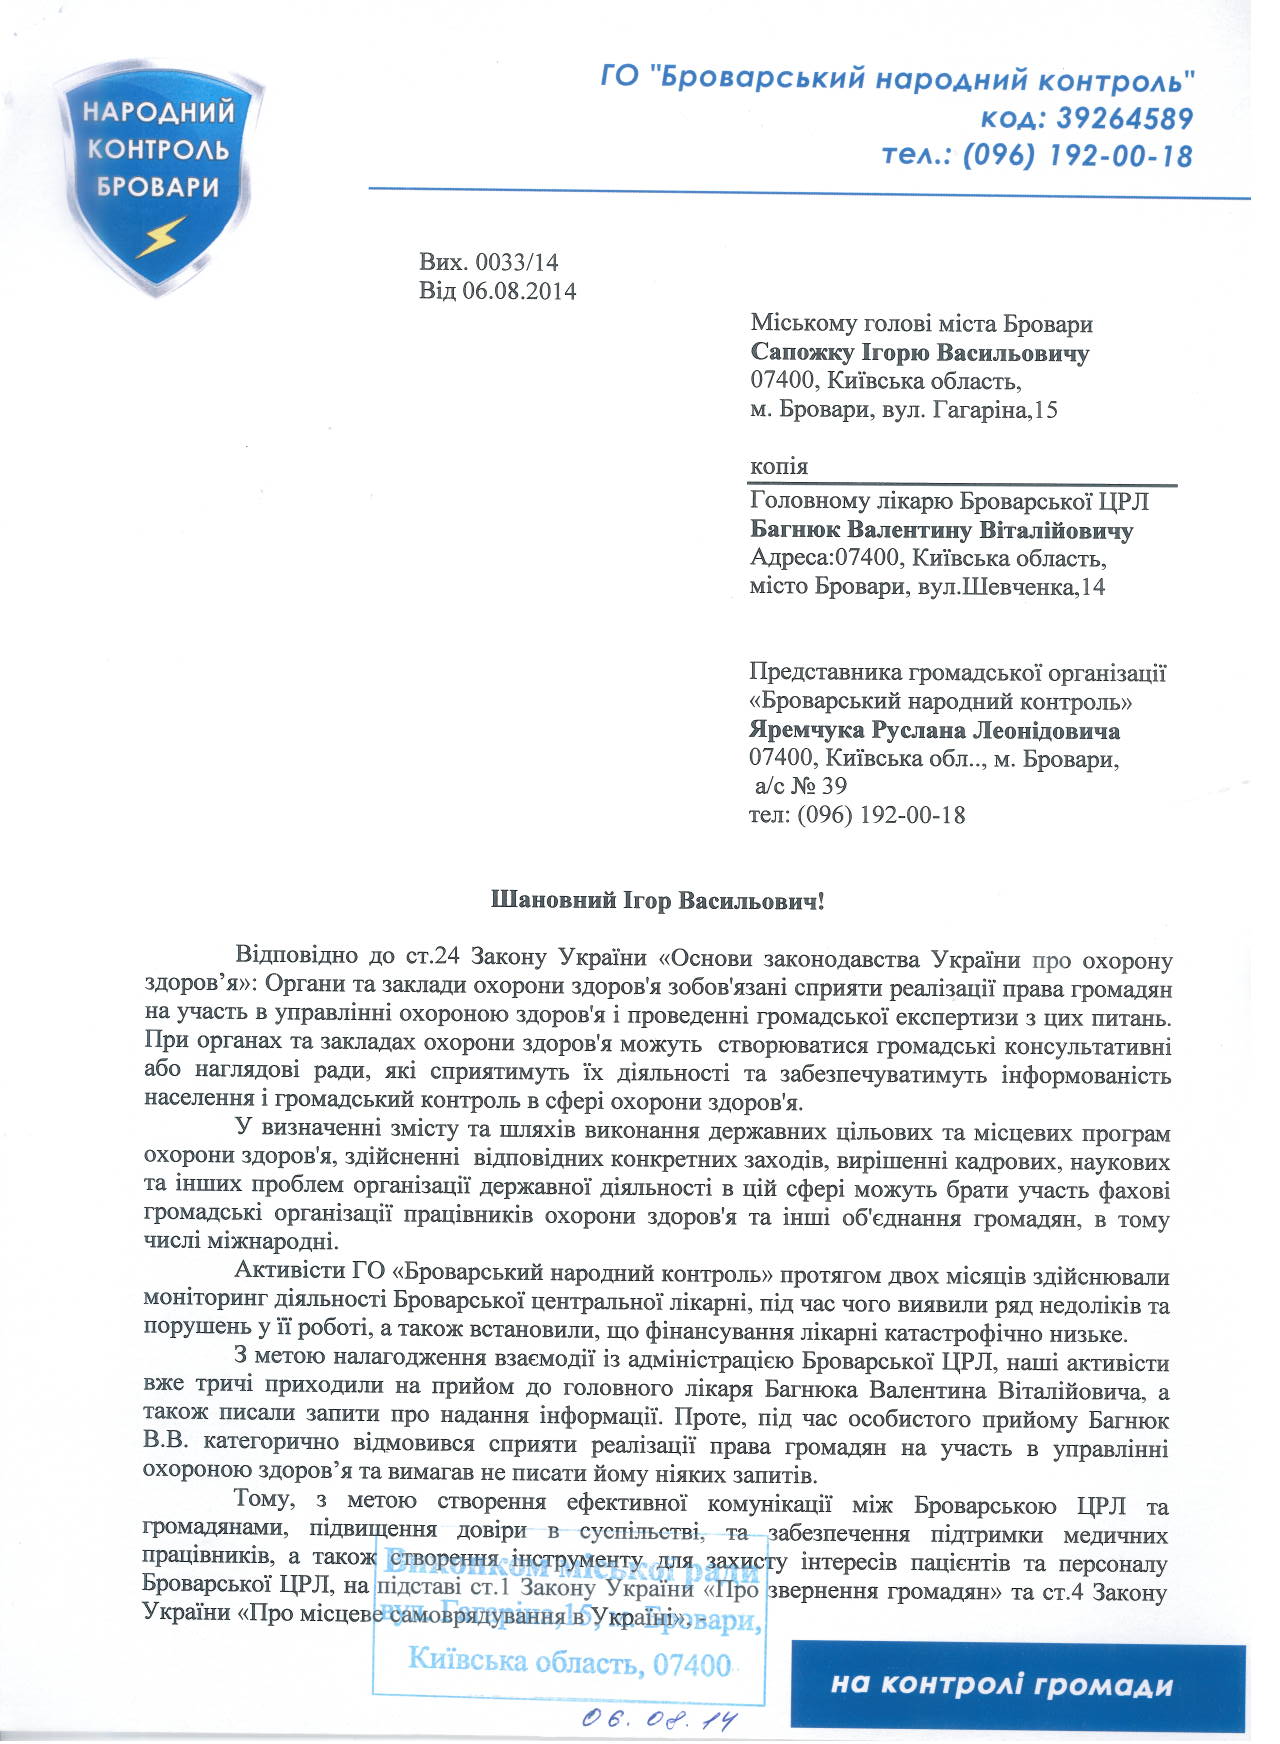 НАРОДНИЙ
КОНТРОЛЬ
БРОВАРИ
ГО "Броварський народний контроль"
код: 39264589
тел.: (096) 192-00-18
Вих. 0033/14
Від 06.08.2014
Міському голові міста Бровари
Сапожку Ігорю Васильовичу
07400, Київська область,
м. Бровари, вул. Гагаріна,15
копія
Головному лікарю Броварської ЦРЛ
Багнюк Валентину Віталійовичу
Адреса:07400, Київська область,
місто Бровари, вул.Шевченка,14
Представника громадської організації
«Броварський народний контроль»
Яремчука Руслана Леонідовича
07400, Київська обл.., м. Бровари,
а/с № 39
тел: (096) 192-00-18
Шановний Ігор Васильович!
Відповідно до ст.24 Закону України «Основи законодавства України про охорону
здоров’я»: Органи та заклади охорони здоров'я зобов'язані сприяти реалізації права громадян
на участь в управлінні охороною здоров'я і проведенні громадської експертизи з цих питань.
При органах та закладах охорони здоров'я можуть створюватися громадські консультативні
або наглядові ради, які сприятимуть їх діяльності та забезпечуватимуть інформованість
населення і громадський контроль в сфері охорони здоров'я.
У визначенні змісту та шляхів виконання державних цільових та місцевих програм
охорони здоров'я, здійсненні відповідних конкретних заходів, вирішенні кадрових, наукових
та інших проблем організації державної діяльності в цій сфері можуть брати участь фахові
громадські організації працівників охорони здоров'я та інші об'єднання громадян, в тому
числі міжнародні.
Активісти ГО «Броварський народний контроль» протягом двох місяців здійснювали
моніторинг діяльності Броварської центральної лікарні, під час чого виявили ряд недоліків та
порушень у її роботі, а також встановили, що фінансування лікарні катастрофічно низьке.
З метою налагодження взаємодії із адміністрацією Броварської ЦРЛ, наші активісти
вже тричі приходили на прийом до головного лікаря Багнюка Валентина Віталійовича, а
також писали запити про надання інформації. Проте, під час особистого прийому Багнюк
В.В. категорично відмовився сприяти реалізації права громадян на участь в управлінні
охороною здоров’я та вимагав не писати йому ніяких запитів.
Тому, з метою створення ефективної комунікації між Броварською ЦРЛ та
громадянами, підвищення довіри в суспільстві, та забезпечення підтримки медичних
працівників, а також створення інструменту для захисту інтересів пацієнтів та персоналу
Броварської ЦРЛ, на підставі ст.1 Закону України «Про звернення громадян» та ст.4 Закону
України «Про місцеве самоврядування в Україні», -
Виконком міської ради
вул. Гагаріна,15, м. Бровари,
Київська область, 07400
на контролі громади
06.08.14